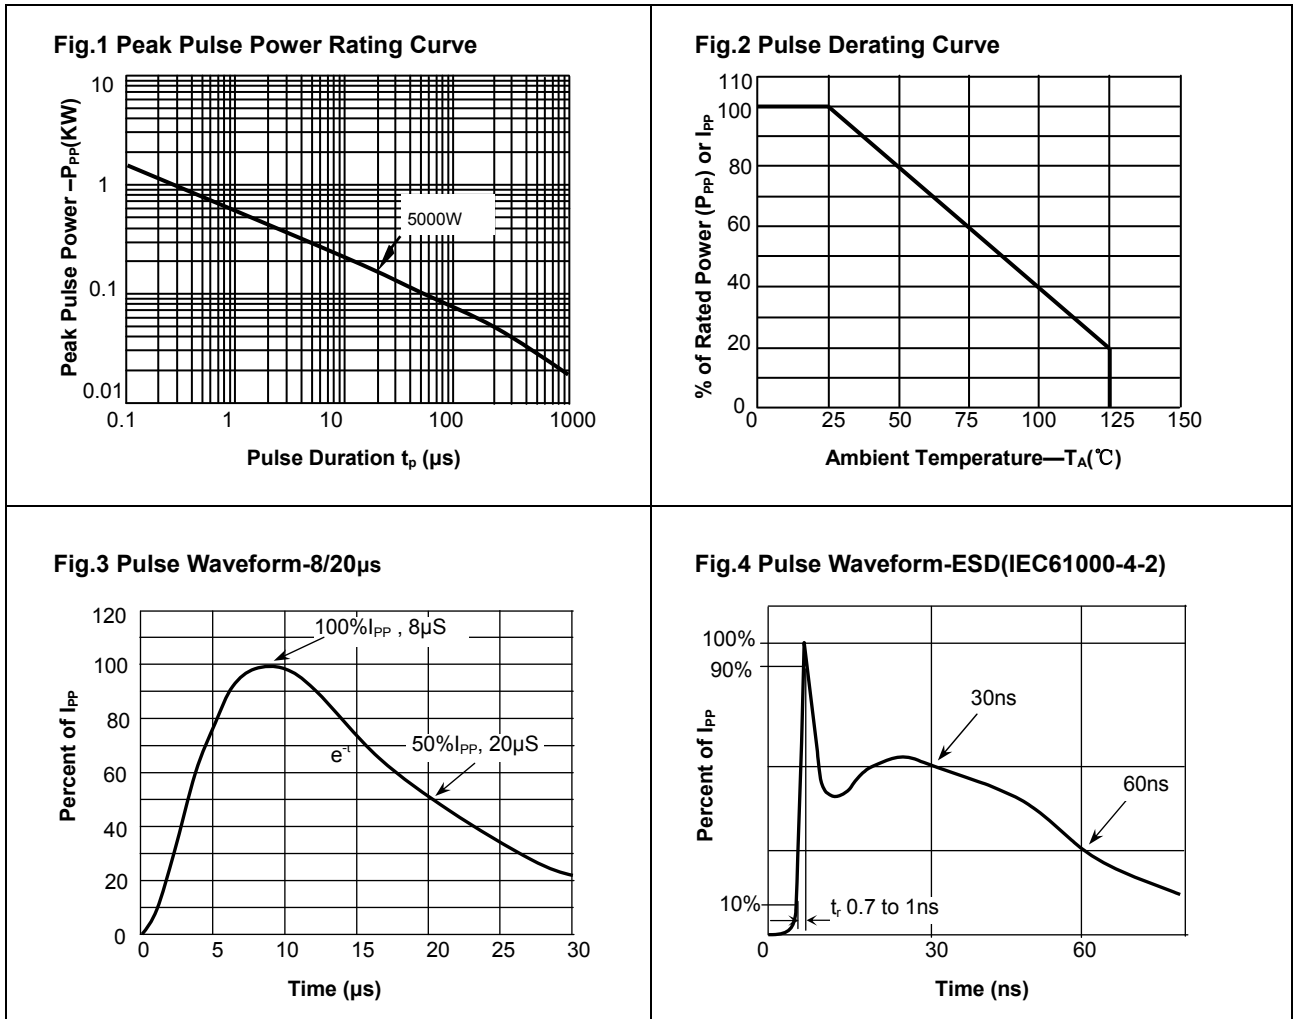 Fig.1 Peak Pulse Power Rating Curve
Peak Pulse Power –PPP(KW)
10
1
0.1
0.01
5000W
0.1 1 10 100 1000
Pulse Duration tp (µs)
Fig.2 Pulse Derating Curve
% of Rated Power (PPP) or IPP
110
100
80
60
40
20
0
25 50 75 100 125 150
Ambient Temperature—TA(℃)
Fig.3 Pulse Waveform-8/20µs
Percent of IPP
120
100
80
60
40
20
0
100%IPP , 8µS
e-t
50%IPP, 20µS
0 5 10 15 20 25 30
Time (µs)
Fig.4 Pulse Waveform-ESD(IEC61000-4-2)
Percent of IPP
100%
90%
10%
30ns
60ns
tr 0.7 to 1ns
0 30 60
Time (ns)